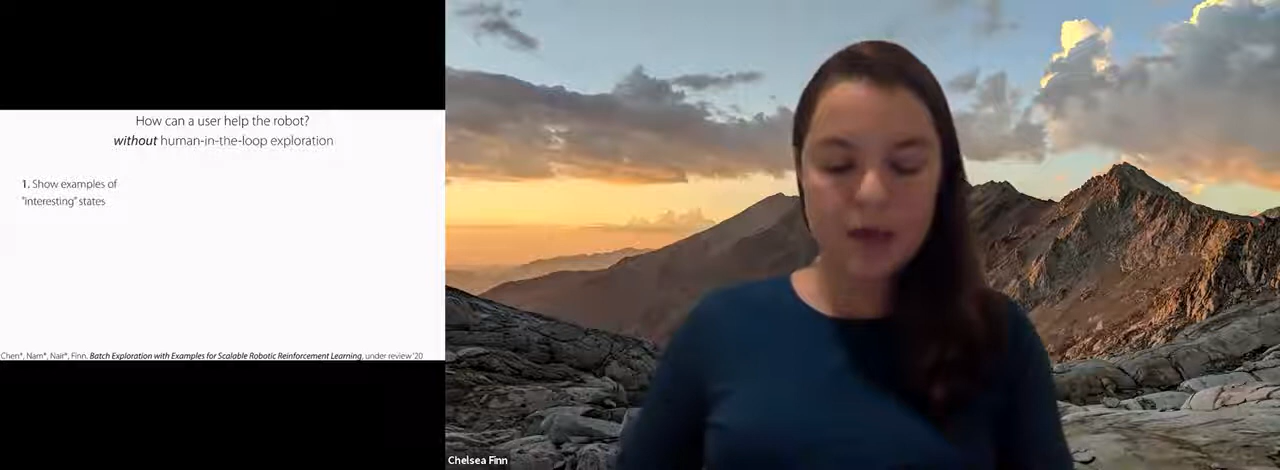 How can a user help the robot?
without human-in-the-loop exploration
1. Show examples of
"interesting" states
Chen*, Nam*, Nair*, Finn. Batch Exploration with Examples for Scalable Robotic Reinforcement Learning, under review '20
Chelsea Finn